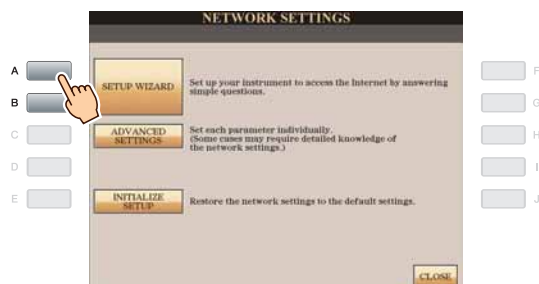 NETWORK SETTINGS
A
B
C
D
E
SETUP WIZARD
Set up your instrument to access the Internet by answering
simple questions.
ADVANCED
SETTINGS
Set each parameter individually.
(Some cases may require detailed knowledge of
the network settings.)
INITIALIZE
SETUP
Restore the network settings to the default settings.
CLOSE
F
G
H
I
J